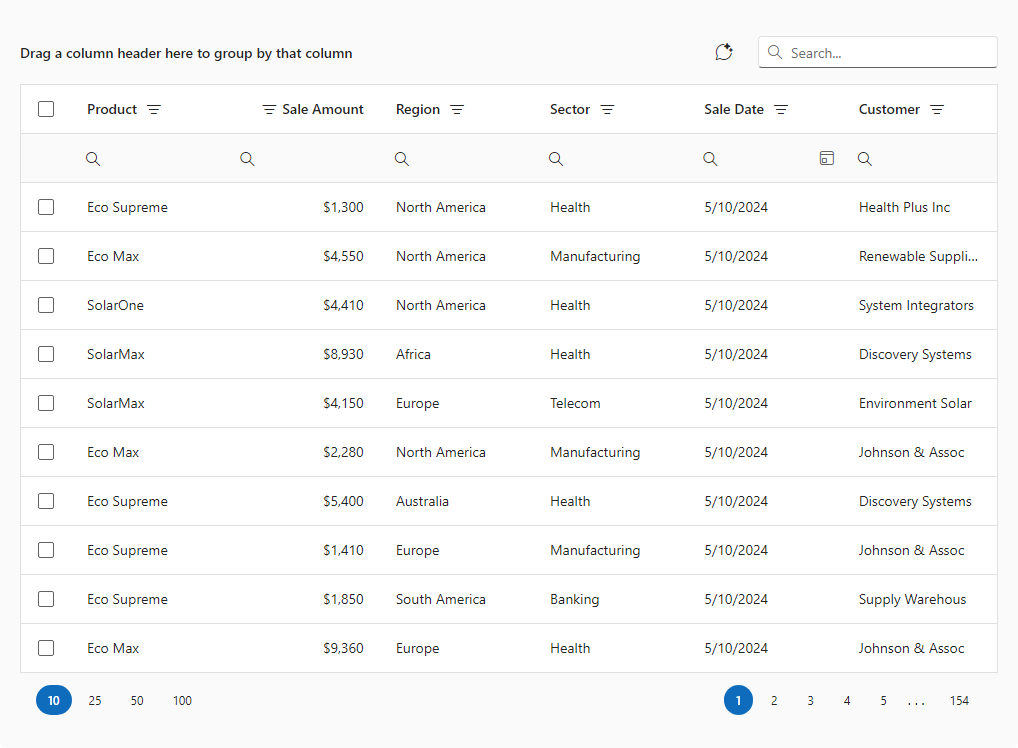 Drag a column header here to group by that column Search...
Product Sale Amount Region Sector Sale Date Customer
Eco Supreme $1,300 North America Health 5/10/2024 Health Plus Inc
Eco Max $4,550 North America Manufacturing 5/10/2024 Renewable Suppli...
SolarOne $4,410 North America Health 5/10/2024 System Integrators
SolarMax $8,930 Africa Health 5/10/2024 Discovery Systems
SolarMax $4,150 Europe Telecom 5/10/2024 Environment Solar
Eco Max $2,280 North America Manufacturing 5/10/2024 Johnson & Assoc
Eco Supreme $5,400 Australia Health 5/10/2024 Discovery Systems
Eco Supreme $1,410 Europe Manufacturing 5/10/2024 Johnson & Assoc
Eco Supreme $1,850 South America Banking 5/10/2024 Supply Warehous
Eco Max $9,360 Europe Health 5/10/2024 Johnson & Assoc
10 25 50 100 1 2 3 4 5 ... 154